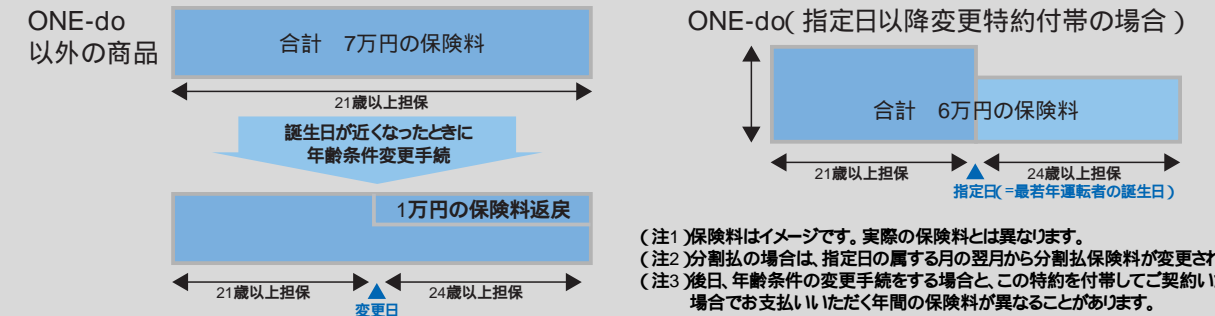 ONE-do
以外の商品
合計 7万円の保険料
21歳以上担保
誕生日が近くなったときに
年齢条件変更手続
1万円の保険料返戻
21歳以上担保
24歳以上担保
変更日
ONE-do(指定日以降変更特約付帯の場合)
合計 6万円の保険料
21歳以上担保
24歳以上担保
指定日(=最若年運転者の誕生日)
(注1)保険料はイメージです。実際の保険料とは異なります。
(注2)分割払の場合は、指定日の属する月の翌月から分割払保険料が変更され
(注3)後日、年齢条件の変更手続をする場合と、この特約を付帯してご契約い
場合でお支払いいただく年間の保険料が異なることがあります。